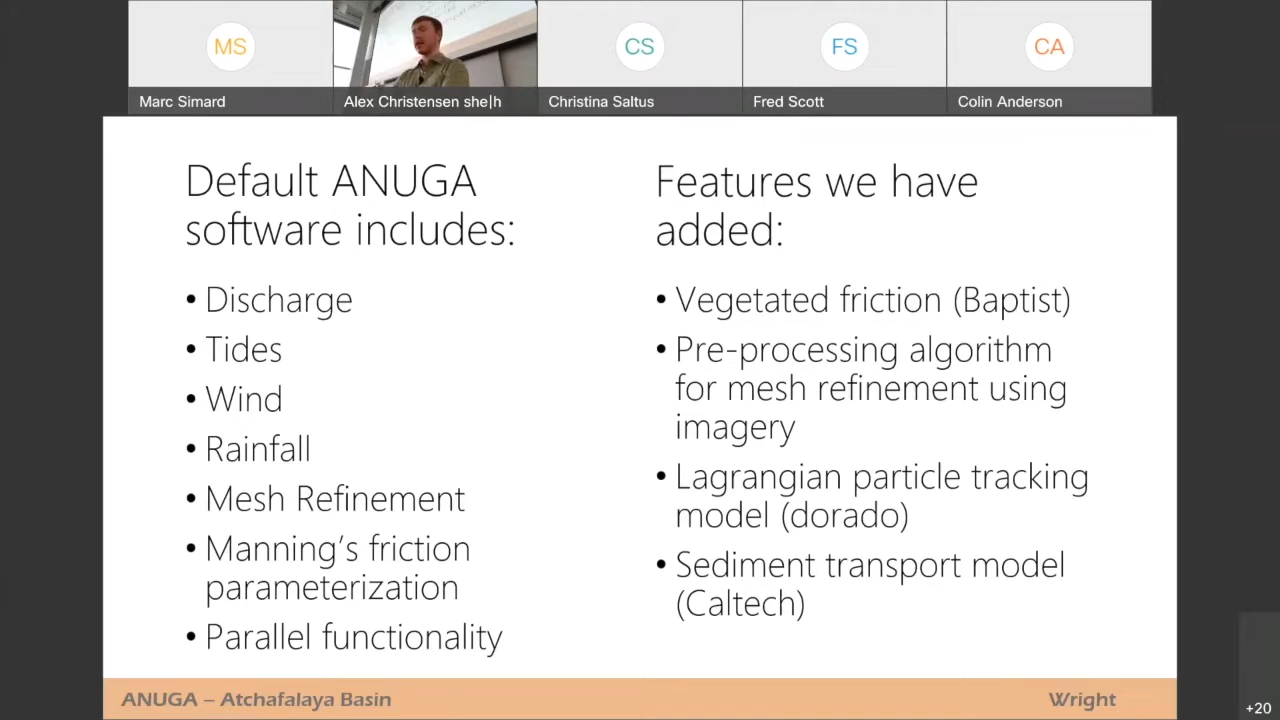 MS
CS
FS
CA
Marc Simard
Alex Christensen she|h
Christina Saltus
Fred Scott
Colin Anderson
Default ANUGA
software includes:
• Discharge
• Tides
• Wind
• Rainfall
• Mesh Refinement
• Manning’s friction
parameterization
• Parallel functionality
Features we have
added:
• Vegetated friction (Baptist)
• Pre-processing algorithm
for mesh refinement using
imagery
• Lagrangian particle tracking
model (dorado)
• Sediment transport model
(Caltech)
ANUGA – Atchafalaya Basin
Wright
+20